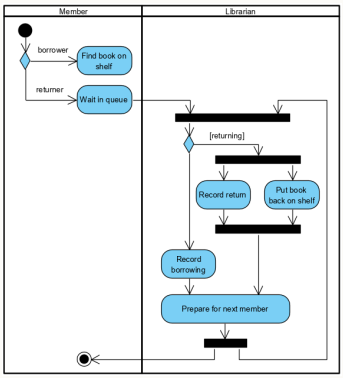 Member
Librarian
borrower
Find book on
shelf
returner
Wait in queue
[returning]
Record return
Put book
back on shelf
Record
borrowing
Prepare for next member